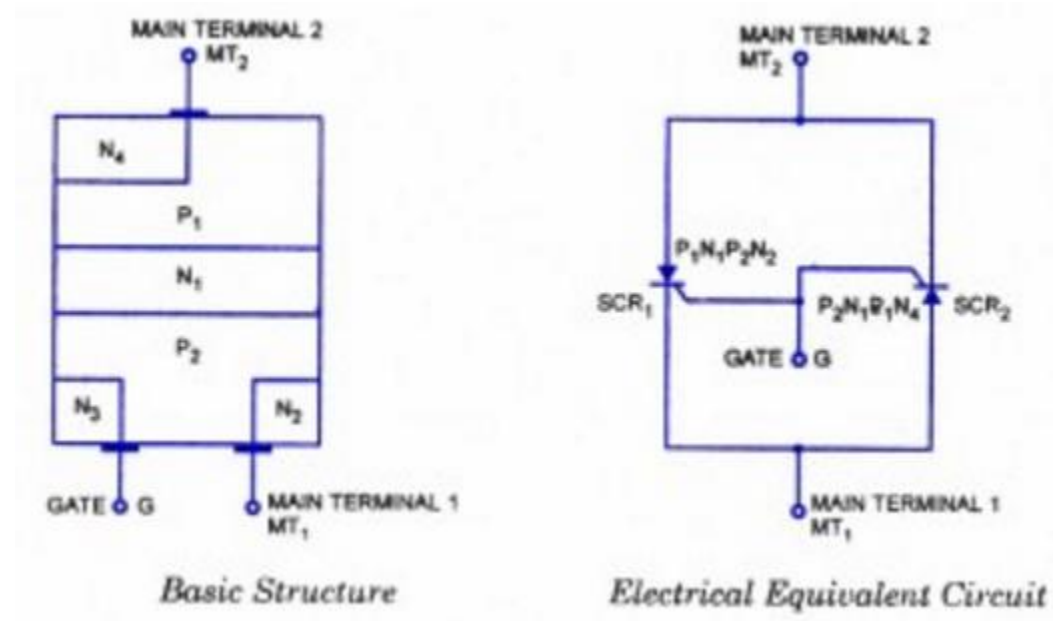 MAIN TERMINAL 2
MT₂
N₄
P₁
N₁
P₂
N₃
N₂
GATE G
MAIN TERMINAL 1
MT₁
Basic Structure
MAIN TERMINAL 2
MT₂
P₁N₁P₂N₂
SCR₁
P₂N₁P₁N₄
SCR₂
GATE G
MAIN TERMINAL 1
MT₁
Electrical Equivalent Circuit